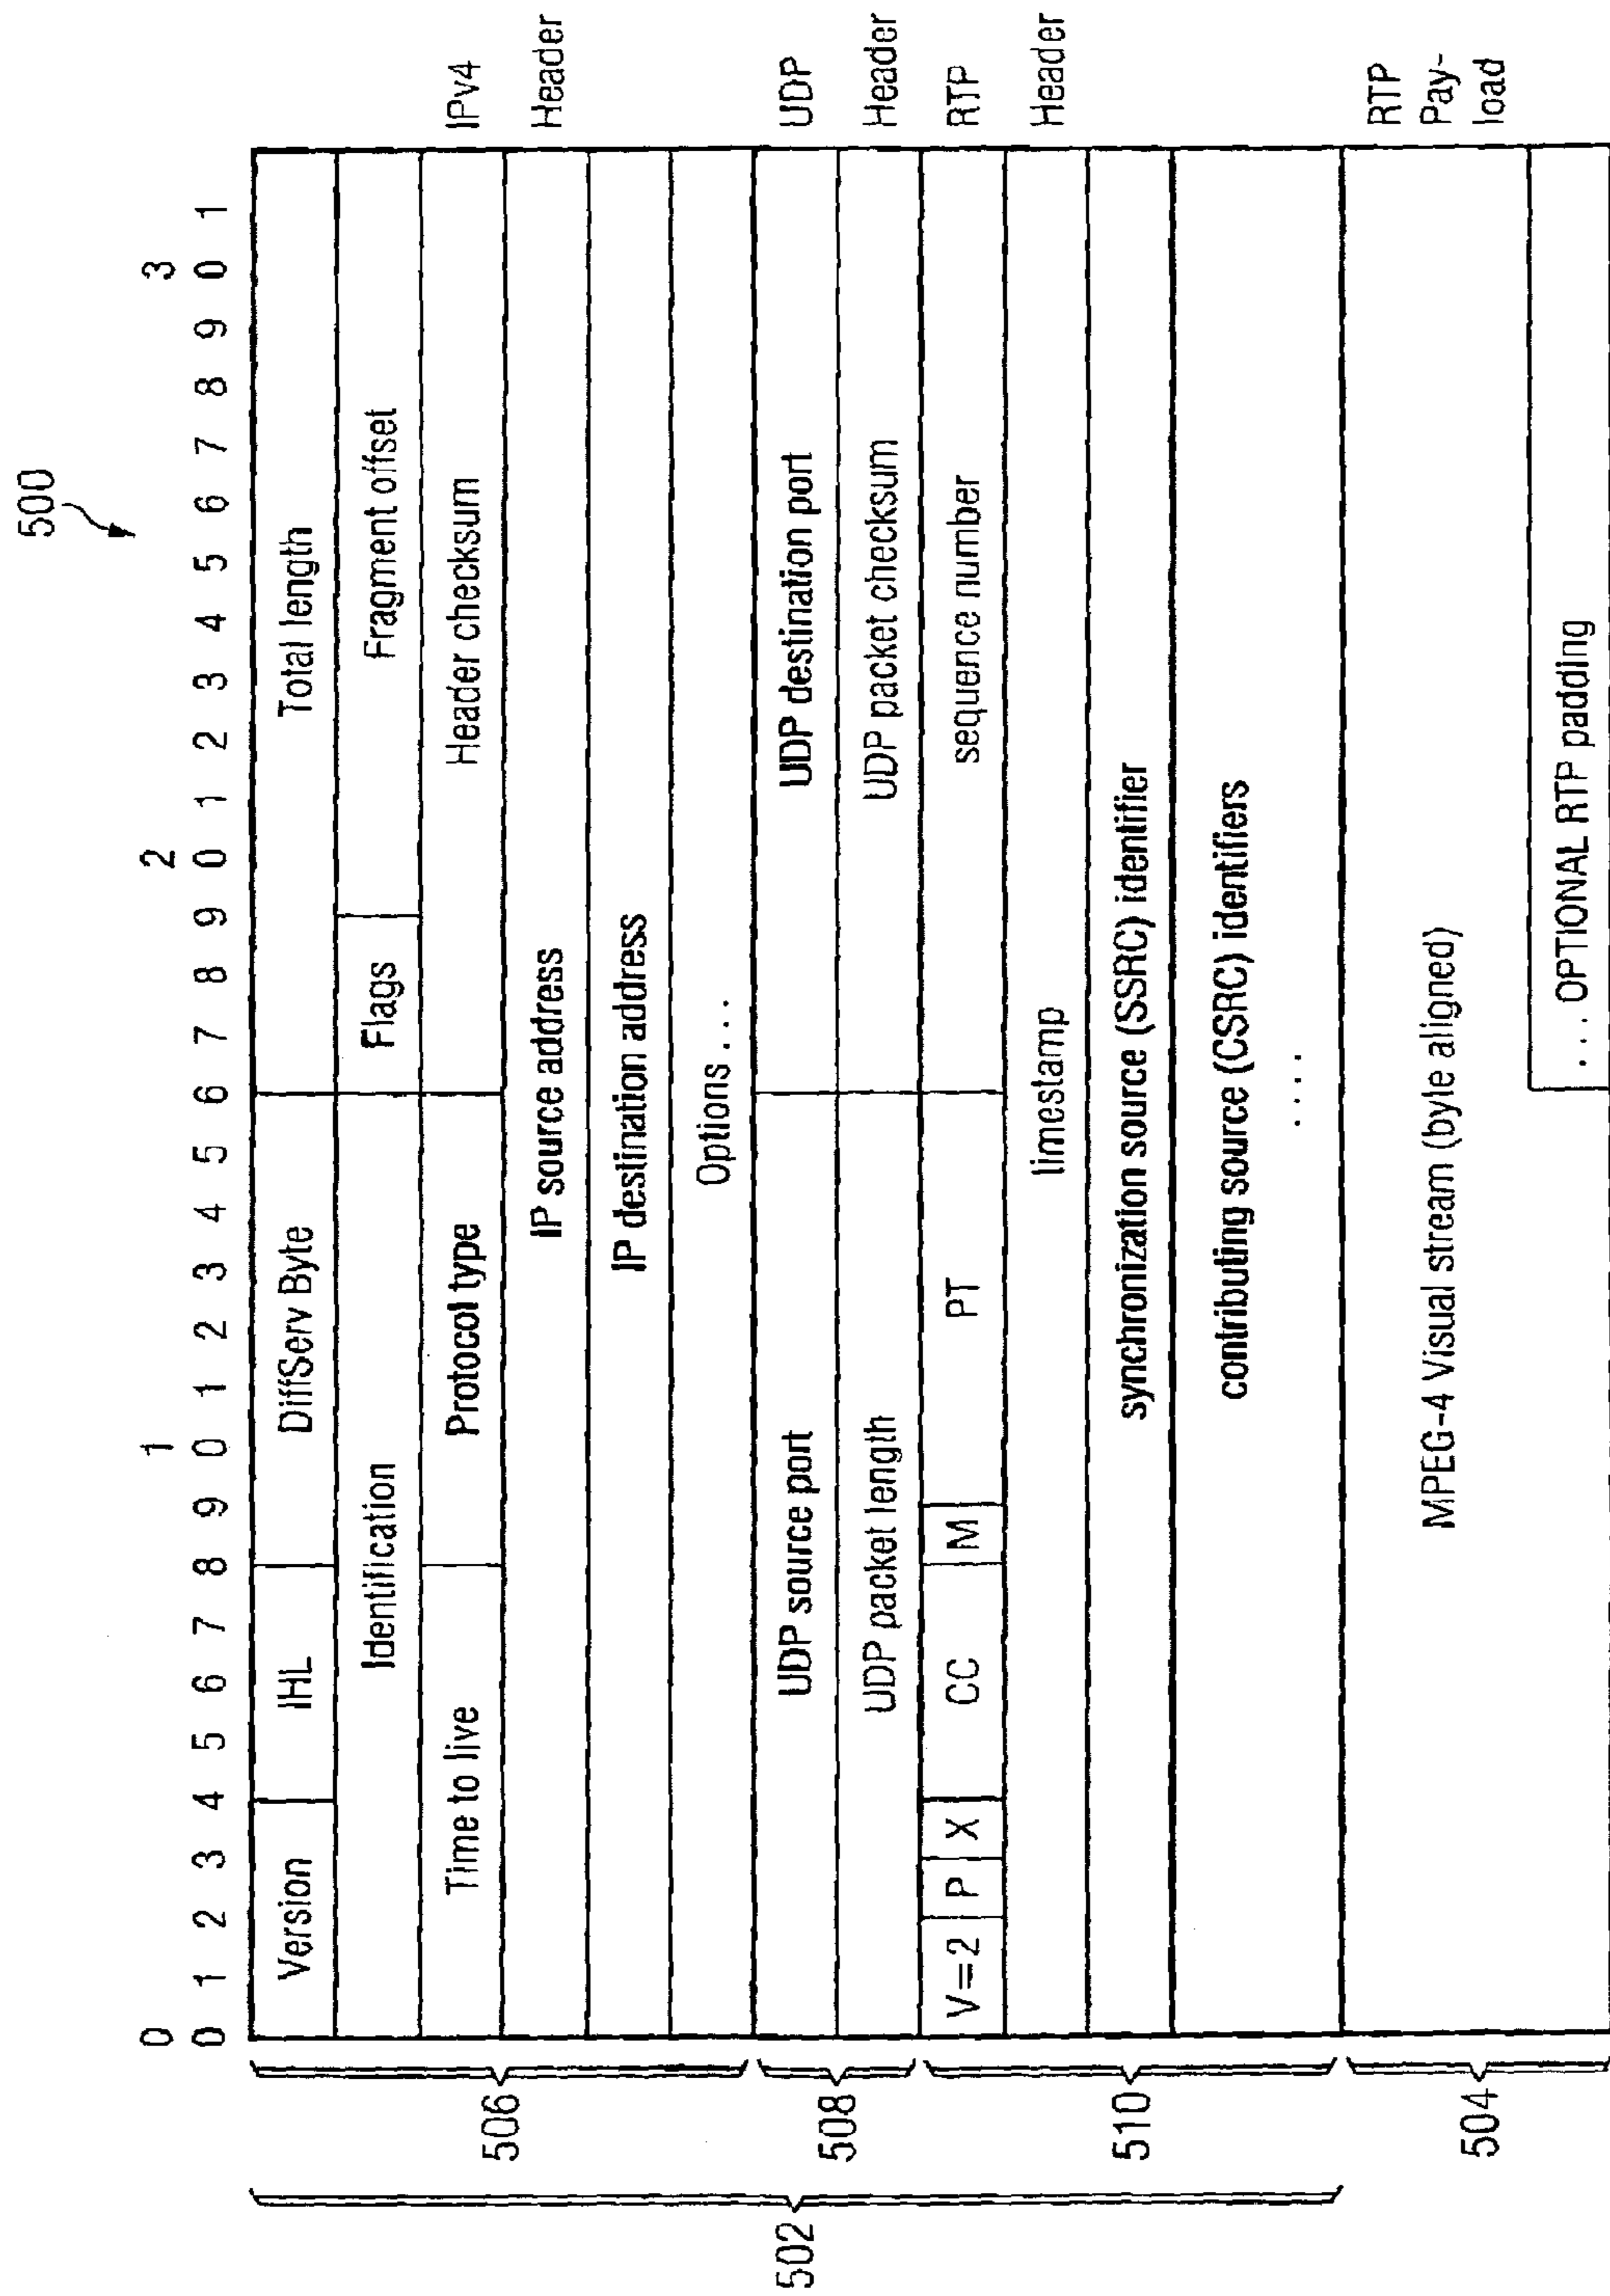 500
0 1 2 3
0 1 2 3 4 5 6 7 8 9 0 1 2 3 4 5 6 7 8 9 0 1 2 3 4 5 6 7 8 9 0 1
Version IHL DiffServ Byte Total length
Identification Flags Fragment offset
Time to live Protocol type Header checksum IPv4
IP source address Header
IP destination address
Options ...
UDP source port UDP destination port UDP
UDP packet length UDP packet checksum Header
V=2 P X CC M PT sequence number RTP
timestamp Header
synchronization source (SSRC) identifier
contributing source (CSRC) identifiers
....
MPEG-4 Visual stream (byte aligned)
RTP
Pay-
load
... OPTIONAL RTP padding
502
506
508
510
504